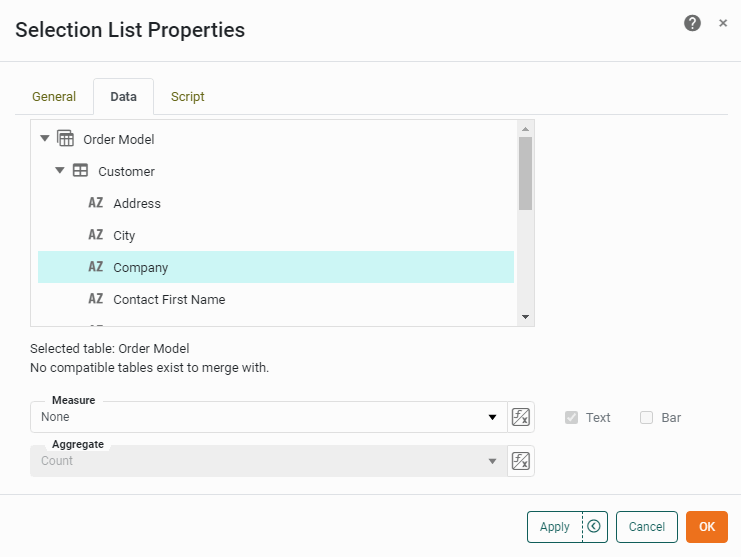 Selection List Properties
General Data Script
Order Model
Customer
AZ Address
AZ City
AZ Company
AZ Contact First Name
Selected table: Order Model
No compatible tables exist to merge with.
Measure
None
Text Bar
Aggregate
Count
Apply Cancel OK